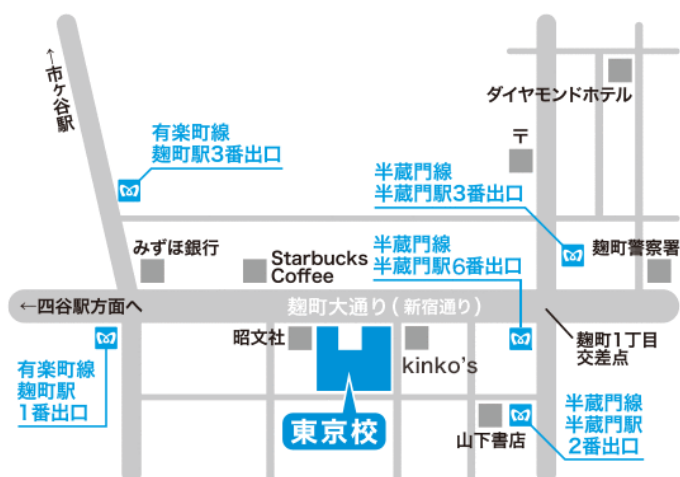 ←市ケ谷駅
ダイヤモンドホテル
〒
有楽町線
麹町駅3番出口
半蔵門線
半蔵門駅3番出口
みずほ銀行
Starbucks
Coffee
半蔵門線
半蔵門駅6番出口
麹町警察署
←四谷駅方面へ
麹町大通り(新宿通り)
昭文社
kinko's
麹町1丁目
交差点
有楽町線
麹町駅
1番出口
東京校
山下書店
半蔵門線
半蔵門駅
2番出口